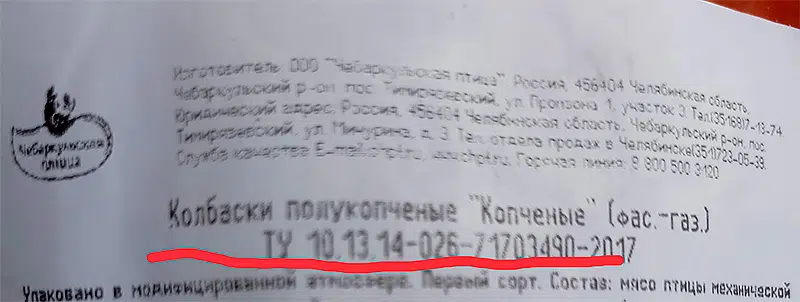 Чебаркульская
птица
Изготовитель: ООО "Чебаркульская птица" Россия, 456404 Челябинская область,
Чебаркульский р-он, пос. Тимирязевский, ул. Пронзона 1, участок 3. Тел.(35168)7-13-74.
Юридический адрес: Россия, 456404 Челябинская область, Чебаркульский р-он, пос.
Тимирязевский, ул. Мичурина, д. 3 Тел. отдела продаж в Челябинске(351)723-05-39.
Служба качества E-mail: Горячая линия: 8 800 500 3120
Колбаски полукопченые "Копченые" (фас.-газ.)
ТУ 10.13.14-026-71703490-2017
Упаковано в модифицированной атмосфере. Первый сорт. Состав: мясо птицы механической